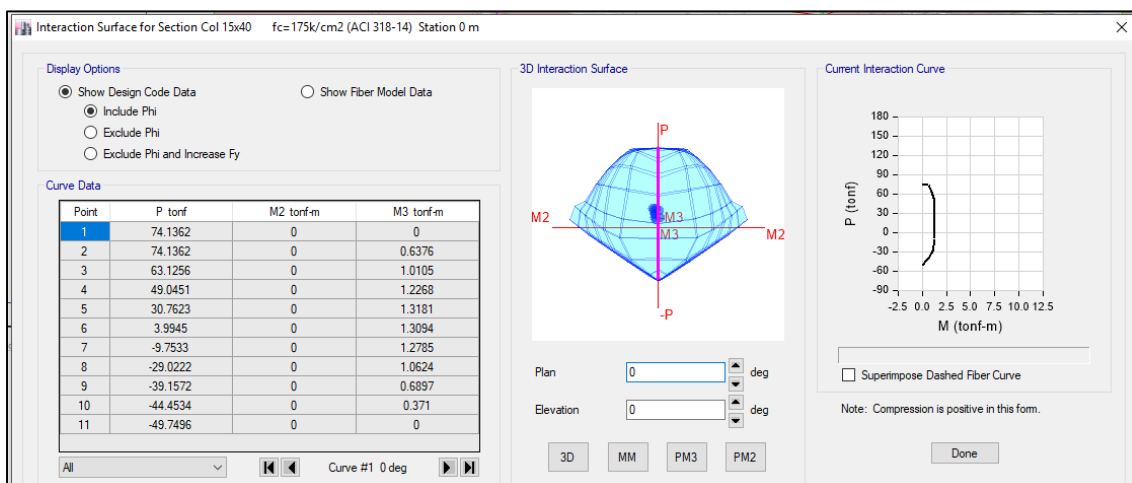 Interaction Surface for Section Col 15x40 fc=175k/cm2 (ACI 318-14) Station 0 m
Display Options
Show Design Code Data
Show Fiber Model Data
Include Phi
Exclude Phi
Exclude Phi and Increase Fy
Curve Data
Point P tonf M2 tonf-m M3 tonf-m
1 74.1362 0 0
2 74.1362 0 0.6376
3 63.1256 0 1.0105
4 49.0451 0 1.2268
5 30.7623 0 1.3181
6 3.9945 0 1.3094
7 -9.7533 0 1.2785
8 -29.0222 0 1.0624
9 -39.1572 0 0.6897
10 -44.4534 0 0.371
11 -49.7496 0 0
All
Curve #1 0 deg
3D Interaction Surface
P
M2
M3
M3
M2
-P
Plan 0 deg
Elevation 0 deg
3D MM PM3 PM2
Current Interaction Curve
P (tonf)
180
150
120
90
60
30
0
-30
-60
-90
-2.5 0.0 2.5 5.0 7.5 10.0 12.5
M (tonf-m)
Superimpose Dashed Fiber Curve
Note: Compression is positive in this form.
Done